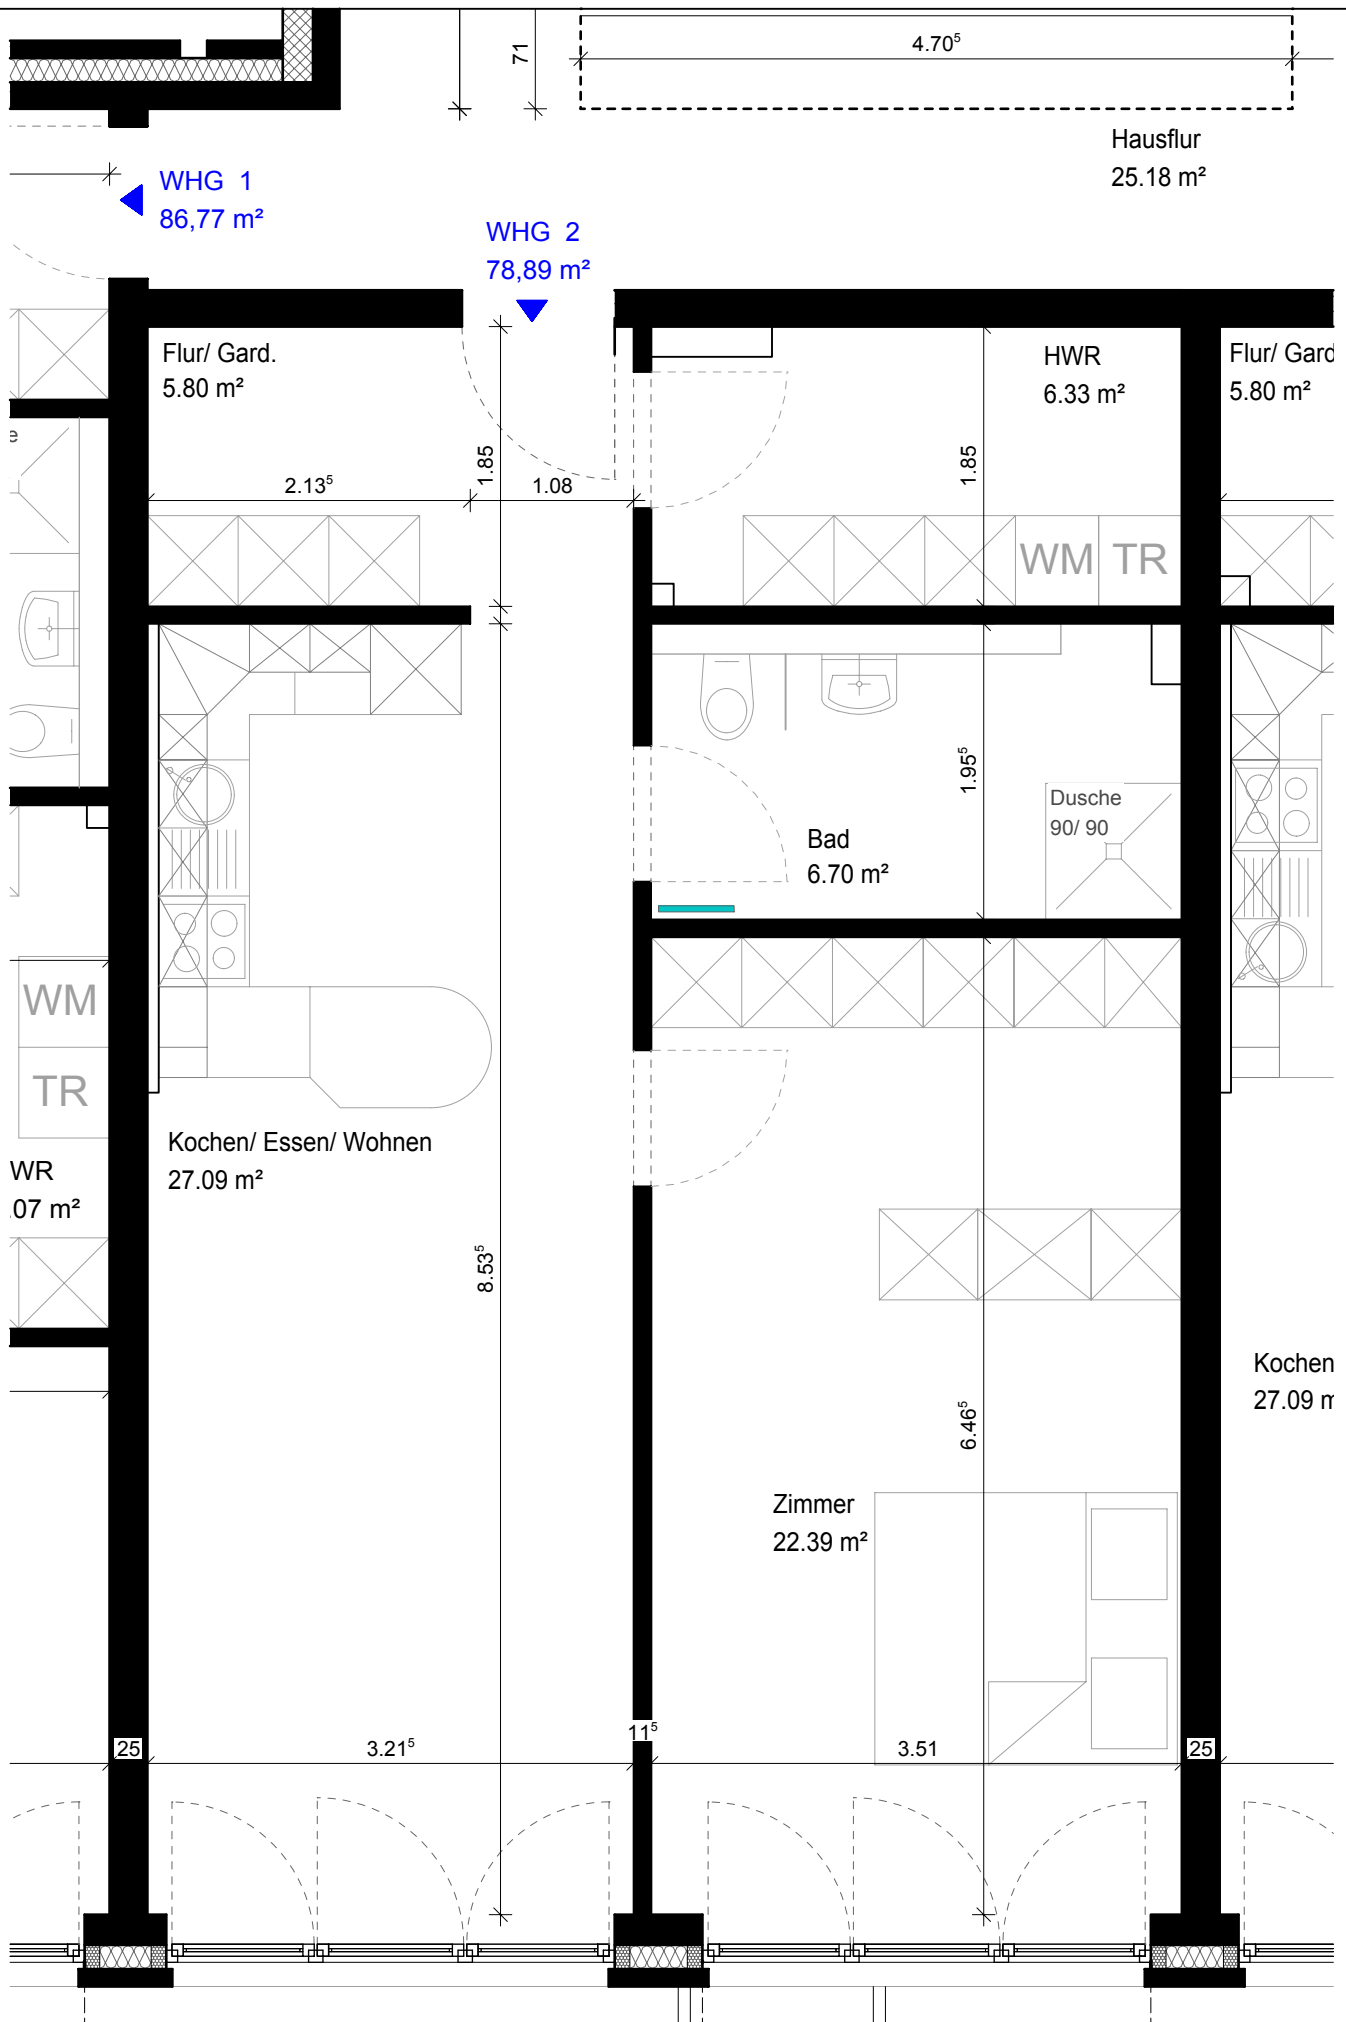 71
4.70⁵
Hausflur
25.18 m²
WHG 1
86,77 m²
WHG 2
78,89 m²
Flur/ Gard.
5.80 m²
HWR
6.33 m²
Flur/ Gard
5.80 m²
e
1.85
1.85
2.13⁵
1.08
WM TR
1.95⁵
Dusche
90/ 90
Bad
6.70 m²
WM
TR
Kochen/ Essen/ Wohnen
27.09 m²
WR
.07 m²
8.53⁵
Kochen
27.09 m
6.46⁵
Zimmer
22.39 m²
25
3.21⁵
11⁵
3.51
25